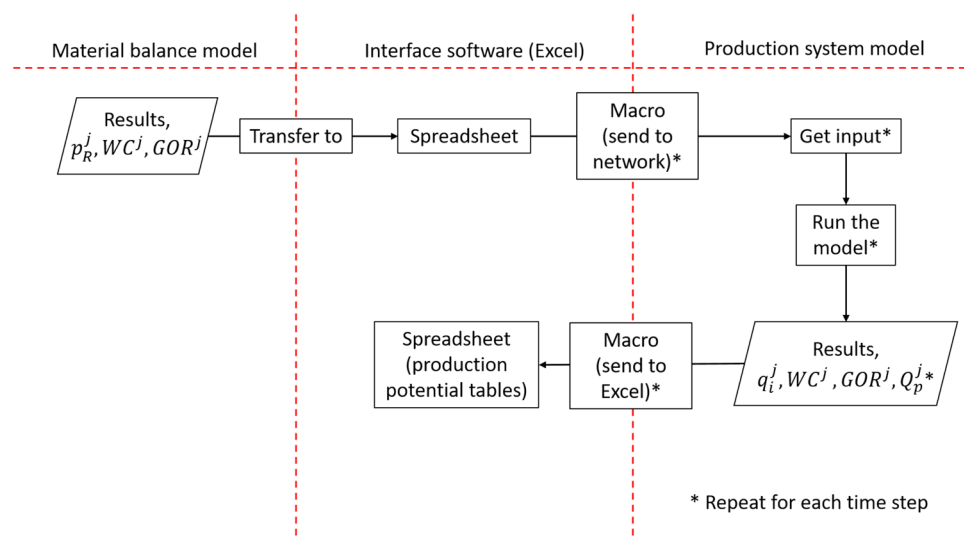 Material balance model
Interface software (Excel)
Production system model
Results,
$p_R^j, WC^j, GOR^j$
Transfer to
Spreadsheet
Macro
(send to
network)*
Get input*
Run the
model*
Results,
$q_i^j, WC^j, GOR^j, Q_p^j$*
Macro
(send to
Excel)*
Spreadsheet
(production
potential tables)
* Repeat for each time step